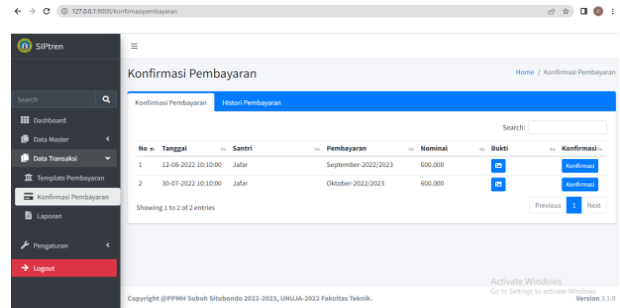 127.0.0.1:8000/konfirmasipembayaran
SIPtren
Konfirmasi Pembayaran
Home / Konfirmasi Pembayaran
Search
Konfirmasi Pembayaran Histori Pembayaran
Dashboard
Data Master
Data Transaksi
Template Pembayaran
Konfirmasi Pembayaran
Laporan
Pengaturan
Logout
Search:
No Tanggal Santri Pembayaran Nominal Bukti Konfirmasi
1 12-08-2022 10:10:00 Jafar September-2022/2023 600.000 Konfirmasi
2 30-07-2022 10:10:00 Jafar Oktober-2022/2023 600.000 Konfirmasi
Showing 1 to 2 of 2 entries
Previous 1 Next
Activate Windows
Go to Settings to activate Windows.
Copyright @PPMH Suboh Situbondo 2022-2023, UNUJA-2022 Fakultas Teknik.
Version 1.1.0